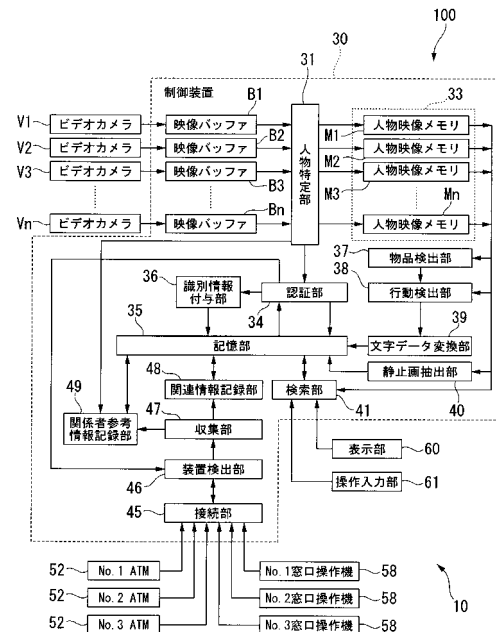 100
30
31
制御装置
33
B1
V1 ビデオカメラ 映像バッファ M1 人物映像メモリ
B2
V2 ビデオカメラ 映像バッファ M2 人物映像メモリ
V3 ビデオカメラ 映像バッファ M3 人物映像メモリ
B3
人物特定部
Mn
Vn ビデオカメラ 映像バッファ 人物映像メモリ
Bn
37 物品検出部
36 識別情報付与部
認証部
34
38 行動検出部
35
39
記憶部
文字データ変換部
静止画抽出部
40
48
関連情報記録部
検索部
41
49
関係者参考情報記録部
47
収集部
表示部 60
装置検出部
46
操作入力部 61
45 接続部
52 No.1 ATM No.1窓口操作機 58
52 No.2 ATM No.2窓口操作機 58
52 No.3 ATM No.3窓口操作機 58
10